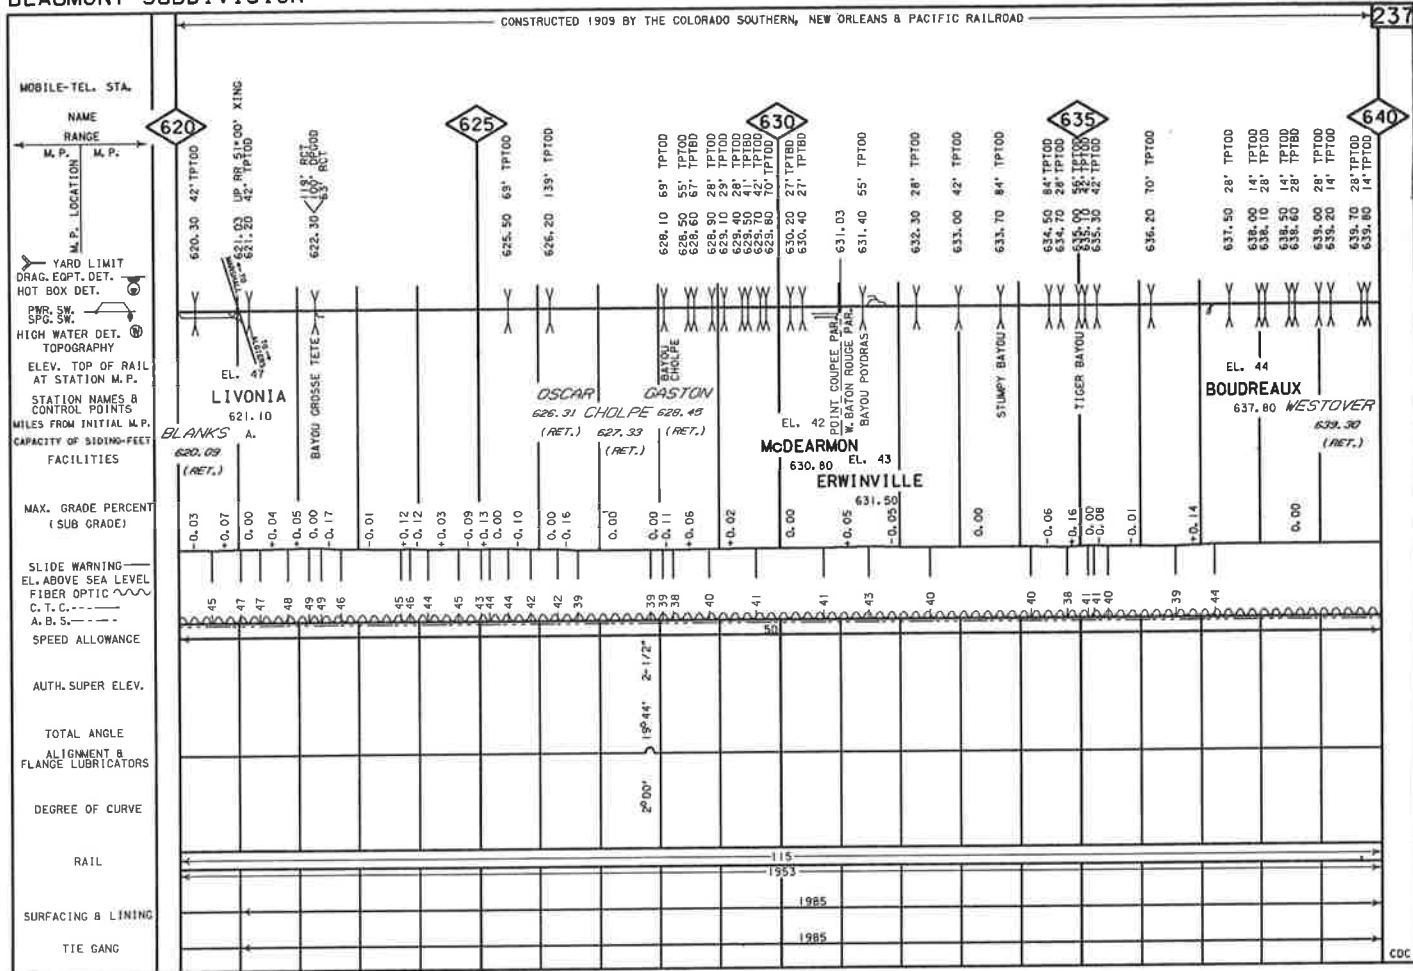 BEAUMONT SUBDIVISION
CONSTRUCTED 1909 BY THE COLORADO SOUTHERN, NEW ORLEANS & PACIFIC RAILROAD
237
MOBILE-TEL. STA.
NAME
RANGE
M.P. M.P.
M.P. LOCATION
620
625
630
635
640
620.30 42' TPTOD
621.03 UP RR 51°00' XING
621.20 42' TPTOD
622.30
119' RCT
100' DPGOD
63' RCT
625.50 69' TPTOD
626.20 139' TPTOD
628.10 69' TPTOD
628.50 55' TPTOD
628.60 67' TPTBD
628.90 28' TPTOD
629.10 29' TPTOD
629.40 28' TPTOD
629.50 41' TPTBD
629.70 42' TPTOD
629.80 70' TPTOD
630.20 27' TPTBD
630.40 27' TPTBD
631.03
631.40 55' TPTOD
632.30 28' TPTOD
633.00 42' TPTOD
633.70 84' TPTOD
634.50 84' TPTOD
634.70 28' TPTOD
635.00 56' TPTOD
635.10 42' TPTOD
635.30 42' TPTOD
636.20 70' TPTOD
637.50 28' TPTOD
638.00 14' TPTOD
638.10 28' TPTOD
638.50 14' TPTOD
638.60 28' TPTBD
639.00 28' TPTOD
639.20 14' TPTOD
639.70 28' TPTOD
639.80 14' TPTOD
YARD LIMIT
DRAG. EQPT. DET.
HOT BOX DET.
PWR. SW.
SPG. SW.
HIGH WATER DET. W
TOPOGRAPHY
ELEV. TOP OF RAIL
AT STATION M.P.
STATION NAMES &
CONTROL POINTS
MILES FROM INITIAL M.P.
CAPACITY OF SIDING-FEET
FACILITIES
BLANKS
620.09
(RET.)
EL. 47
LIVONIA
621.10
A.
BAYOU GROSSE TETE
OSCAR
626.31
(RET.)
CHOLPE
627.33
(RET.)
BAYOU
CHOLPE
GASTON
628.45
(RET.)
EL. 42
McDEARMON
630.80
POINT COUPEE PAR.
W. BATON ROUGE PAR.
BAYOU POYDRAS
EL. 43
ERWINVILLE
631.50
STUMPY BAYOU
TIGER BAYOU
EL. 44
BOUDREAUX
637.80
WESTOVER
639.30
(RET.)
MAX. GRADE PERCENT
(SUB GRADE)
-0.03 +0.07 0.00 +0.04 +0.05 0.00 -0.17 -0.01 +0.12 -0.12 +0.03 -0.09 +0.13 0.00 -0.10 0.00 -0.16 0.00 0.00 -0.11 +0.06 +0.02 0.00 +0.05 -0.05 0.00 -0.06 +0.16 0.00 -0.08 -0.01 +0.14 0.00
SLIDE WARNING
EL. ABOVE SEA LEVEL
FIBER OPTIC
C.T.C.
A.B.S.
45 47 47 48 49 49 46 45 46 44 45 43 44 44 42 42 39 39 39 38 40 41 41 43 40 40 38 41 41 40 39 44
SPEED ALLOWANCE
50
AUTH. SUPER ELEV.
2-1/2"
TOTAL ANGLE
19°44'
ALIGNMENT &
FLANGE LUBRICATORS
DEGREE OF CURVE
2°00'
RAIL
115
1953
SURFACING & LINING
1985
TIE GANG
1985
CDC